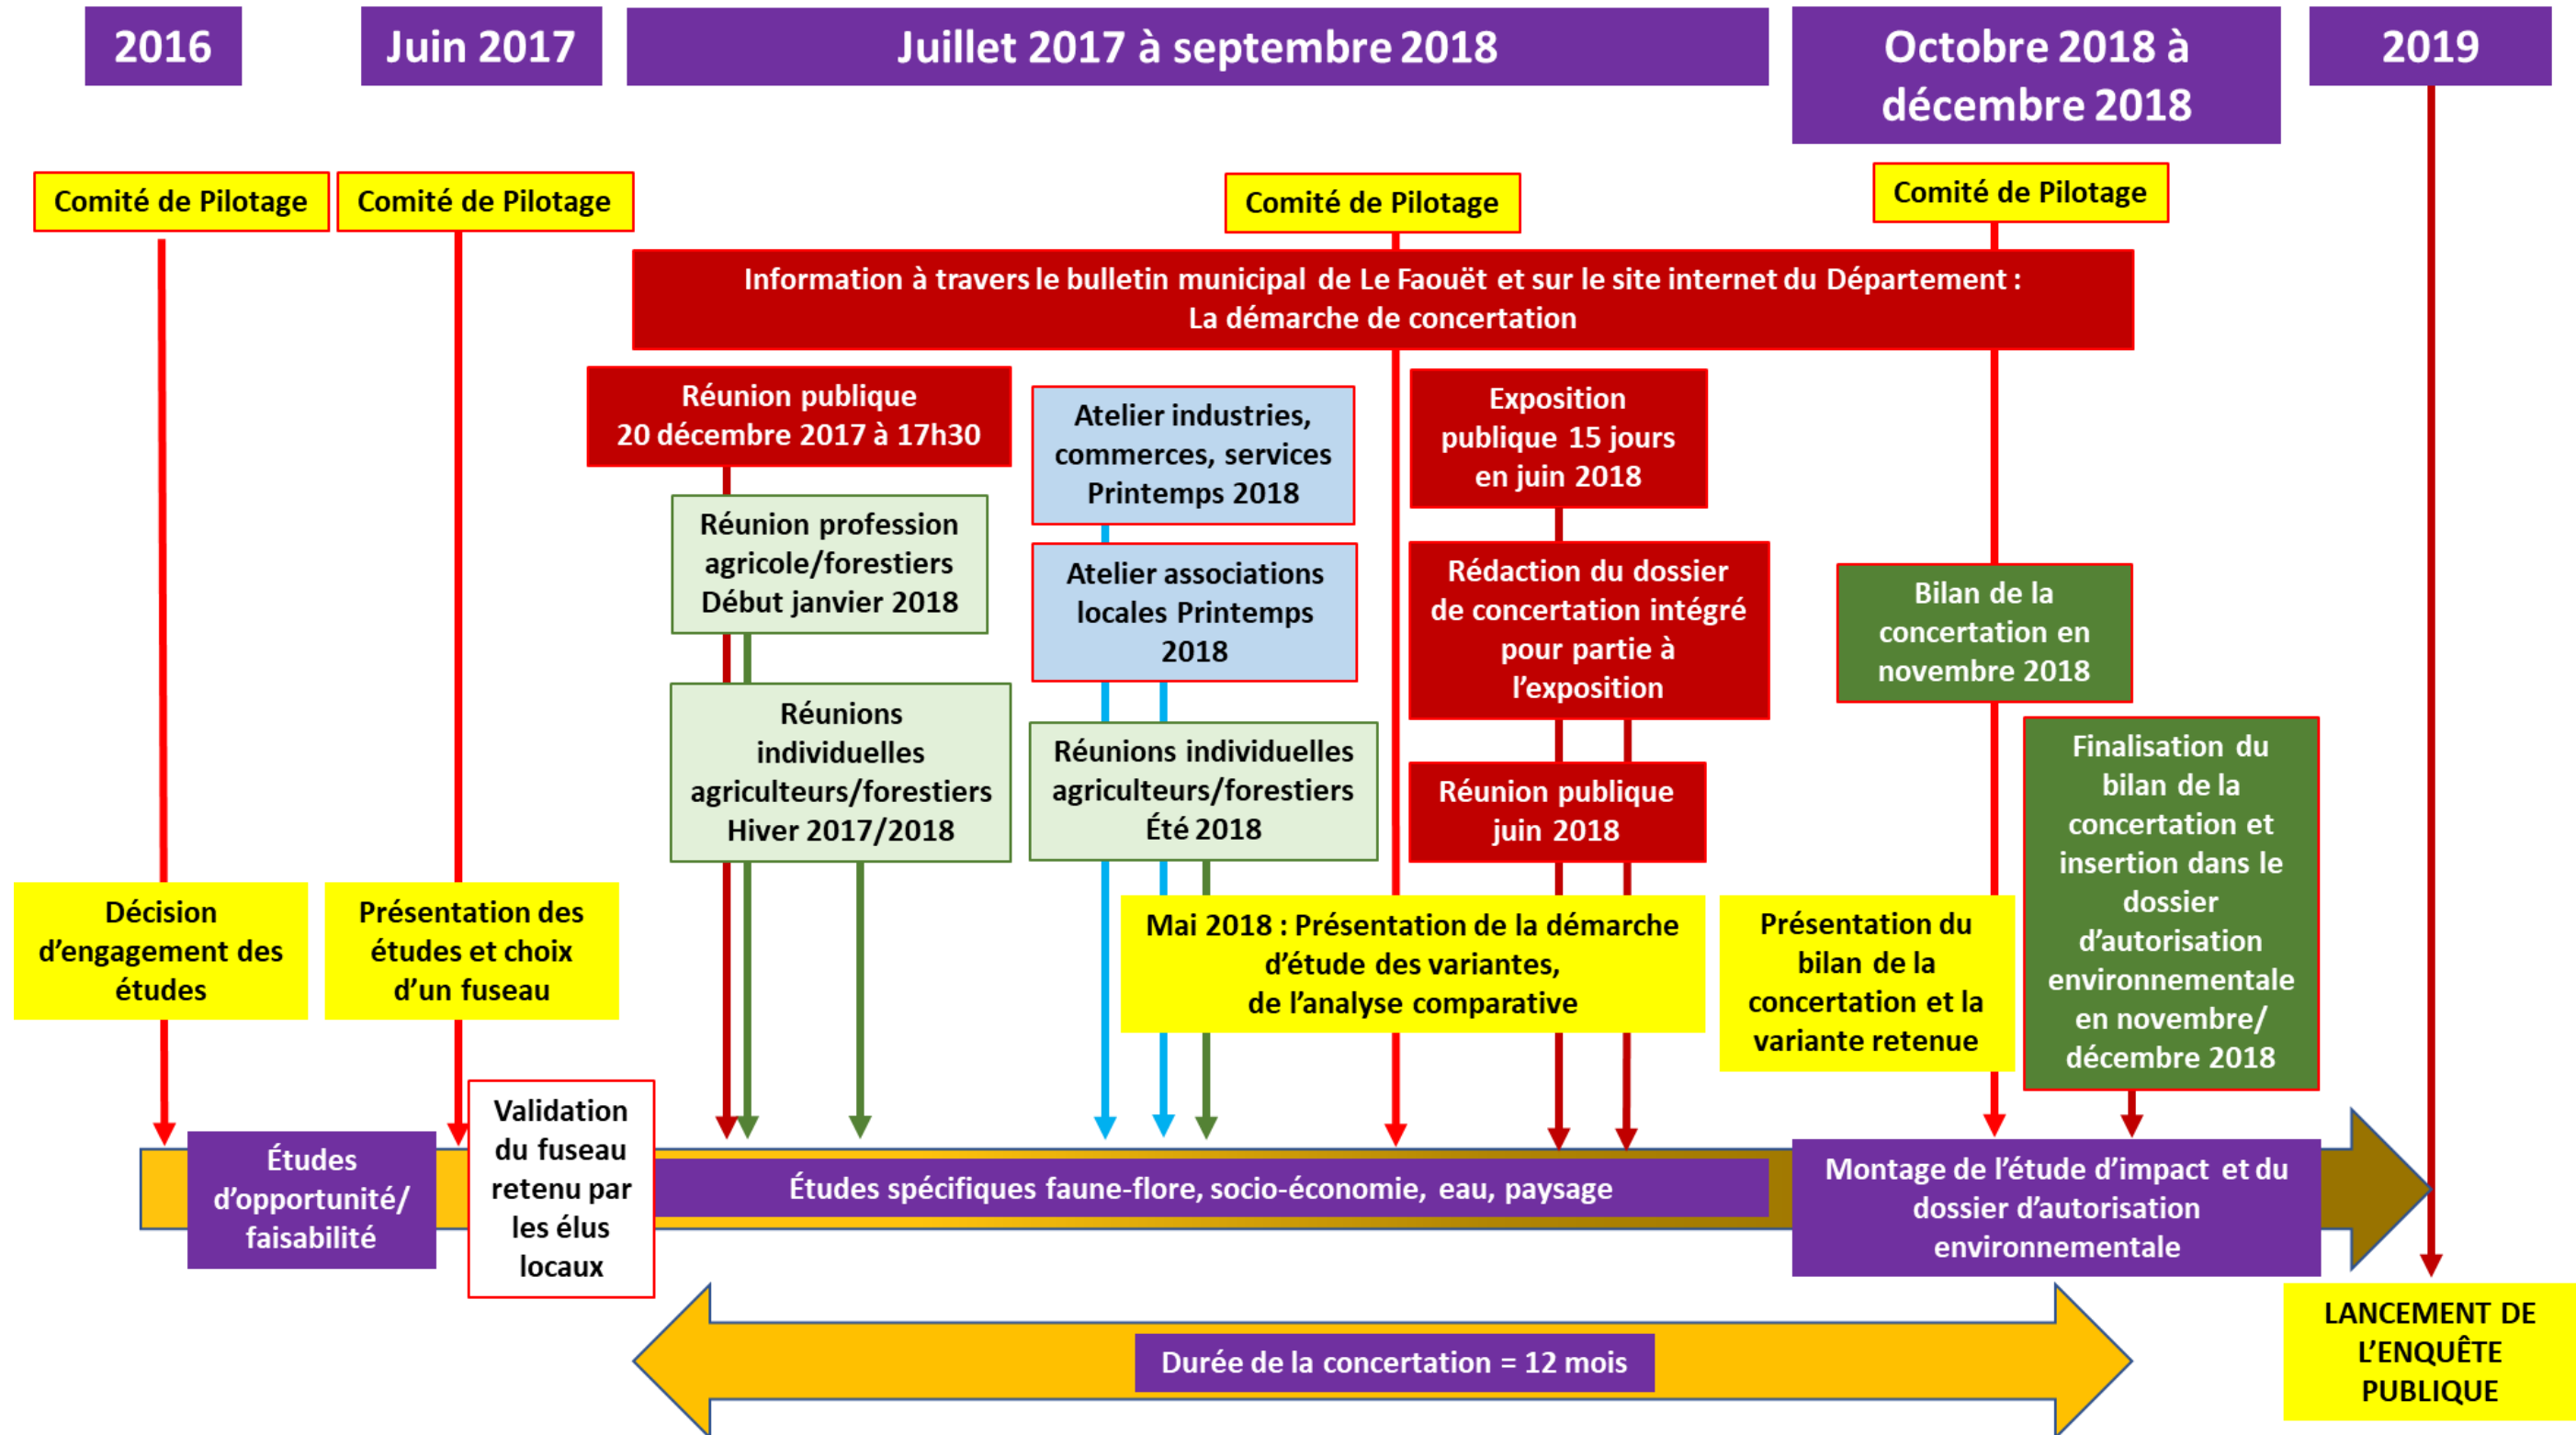 2016
Juin 2017
Juillet 2017 à septembre 2018
Octobre 2018 à
décembre 2018
2019
Comité de Pilotage
Comité de Pilotage
Comité de Pilotage
Comité de Pilotage
Information à travers le bulletin municipal de Le Faouët et sur le site internet du Département :
La démarche de concertation
Réunion publique
20 décembre 2017 à 17h30
Réunion profession
agricole/forestiers
Début janvier 2018
Réunions
individuelles
agriculteurs/forestiers
Hiver 2017/2018
Atelier industries,
commerces, services
Printemps 2018
Atelier associations
locales Printemps
2018
Réunions individuelles
agriculteurs/forestiers
Été 2018
Exposition
publique 15 jours
en juin 2018
Rédaction du dossier
de concertation intégré
pour partie à
l’exposition
Réunion publique
juin 2018
Bilan de la
concertation en
novembre 2018
Finalisation du
bilan de la
concertation et
insertion dans le
dossier
d’autorisation
environnementale
en novembre/
décembre 2018
Décision
d’engagement des
études
Présentation des
études et choix
d’un fuseau
Mai 2018 : Présentation de la démarche
d’étude des variantes,
de l’analyse comparative
Présentation du
bilan de la
concertation et la
variante retenue
Études
d’opportunité/
faisabilité
Validation
du fuseau
retenu par
les élus
locaux
Études spécifiques faune-flore, socio-économie, eau, paysage
Montage de l’étude d’impact et du
dossier d’autorisation
environnementale
Durée de la concertation = 12 mois
LANCEMENT DE
L’ENQUÊTE
PUBLIQUE